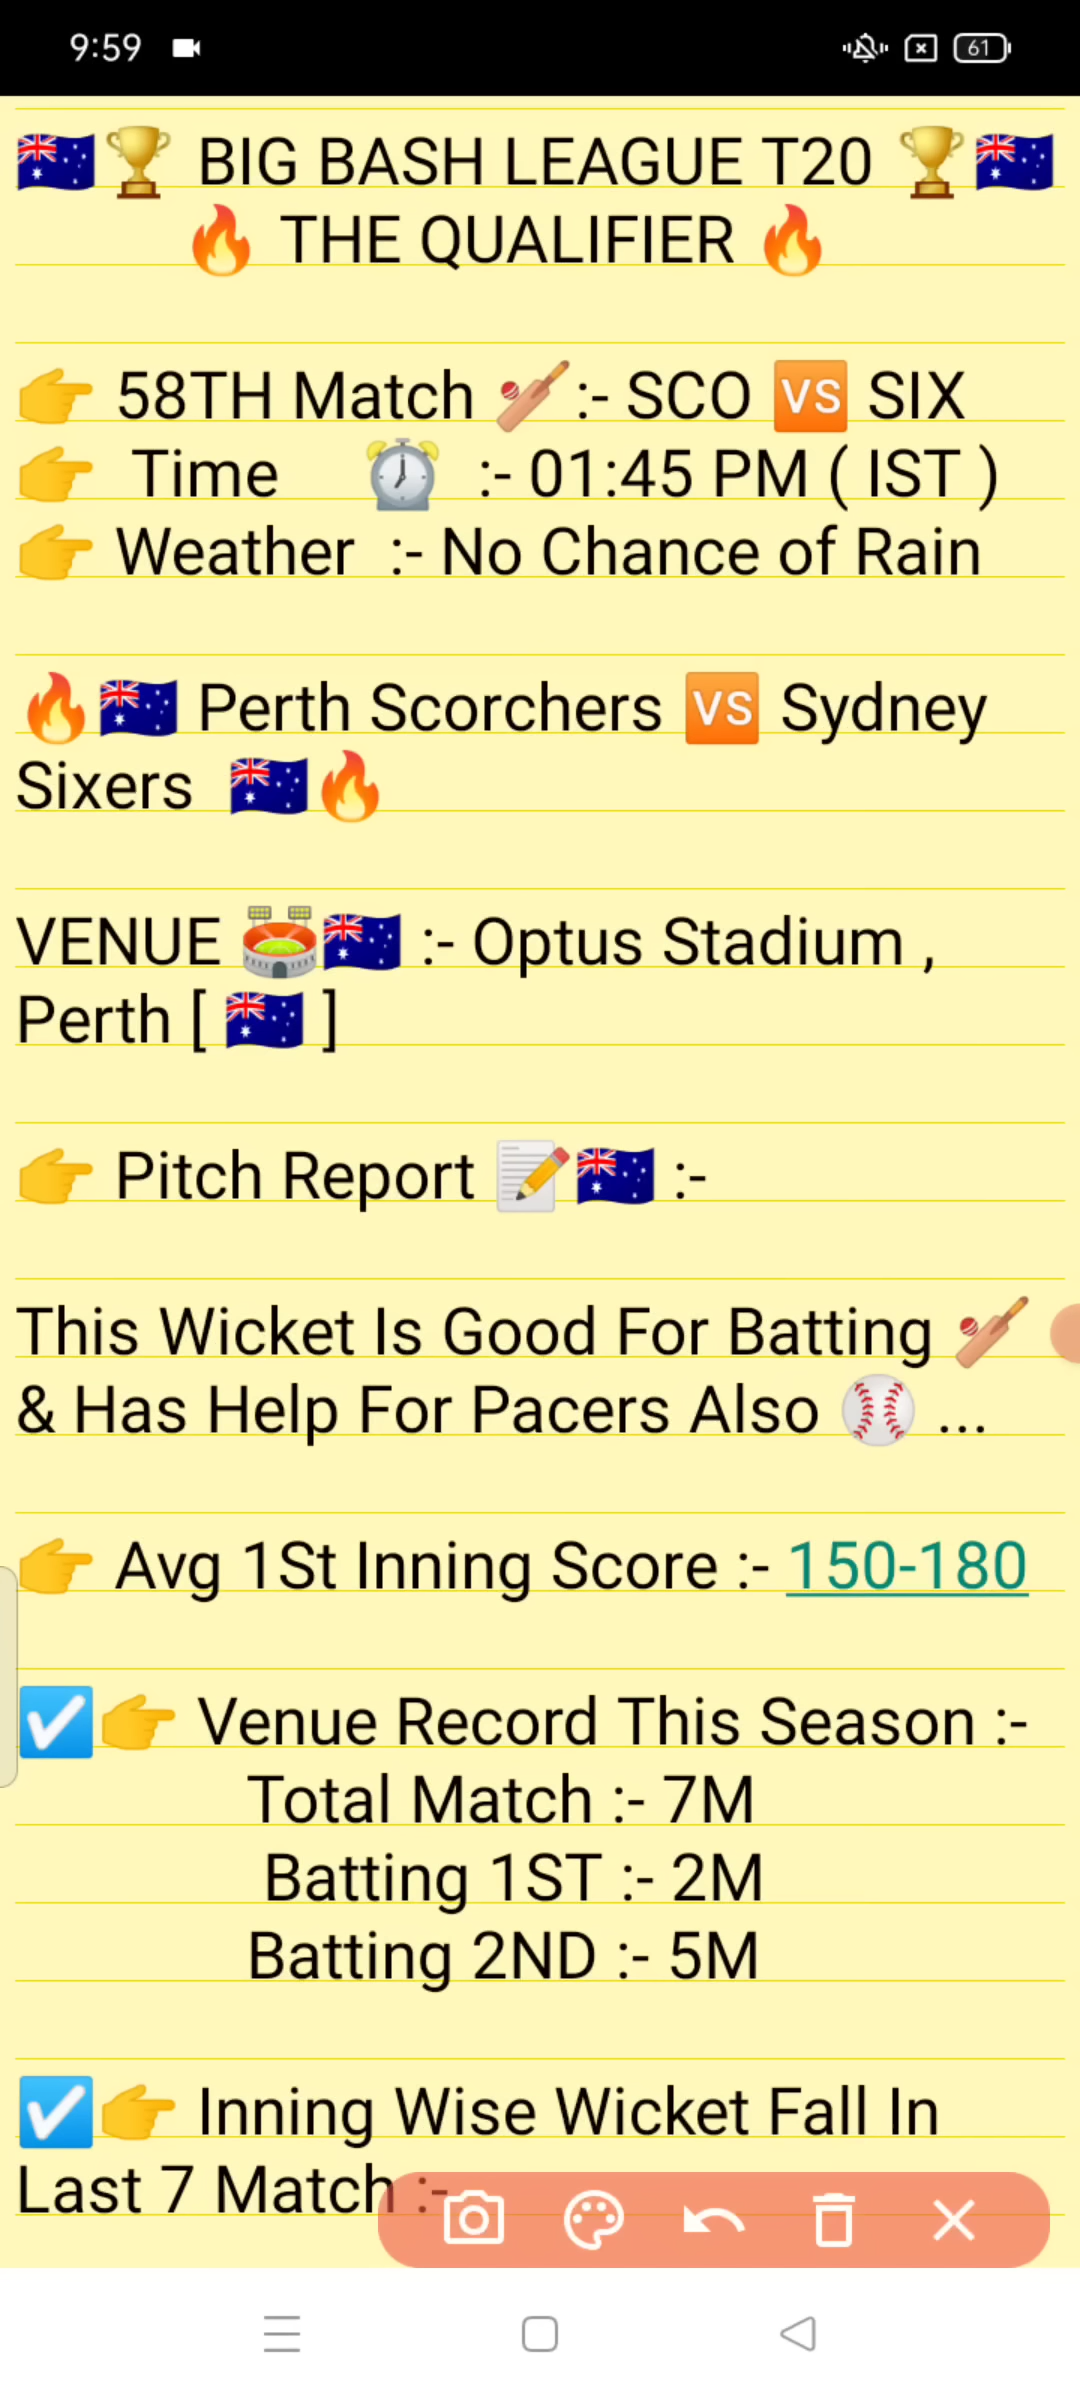 9:59 61
🇦🇺🏆 BIG BASH LEAGUE T20 🏆🇦🇺
🔥 THE QUALIFIER 🔥
👉 58TH Match 🏏:- SCO 🆚 SIX
👉 Time ⏰ :- 01:45 PM ( IST )
👉 Weather :- No Chance of Rain
🔥🇦🇺 Perth Scorchers 🆚 Sydney
Sixers 🇦🇺🔥
VENUE 🏟️🇦🇺 :- Optus Stadium ,
Perth [ 🇦🇺 ]
👉 Pitch Report 📝🇦🇺 :-
This Wicket Is Good For Batting 🏏
& Has Help For Pacers Also ⚾ ...
👉 Avg 1St Inning Score :- 150-180
☑️👉 Venue Record This Season :-
Total Match :- 7M
Batting 1ST :- 2M
Batting 2ND :- 5M
☑️👉 Inning Wise Wicket Fall In
Last 7 Match :-